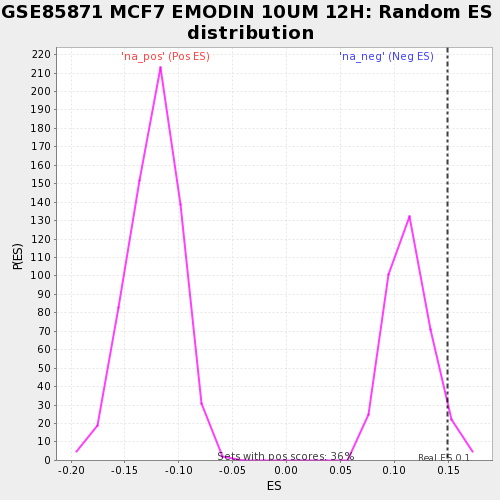 GSE85871 MCF7 EMODIN 10UM 12H: Random ES
distribution
'na_pos' (Pos ES)
'na_neg' (Neg ES)
P(ES)
220
210
200
190
180
170
160
150
140
130
120
110
100
90
80
70
60
50
40
30
20
10
0
Sets with pos scores: 36%
Real ES 0.1
-0.20 -0.15 -0.10 -0.05 0.00 0.05 0.10 0.15
ES